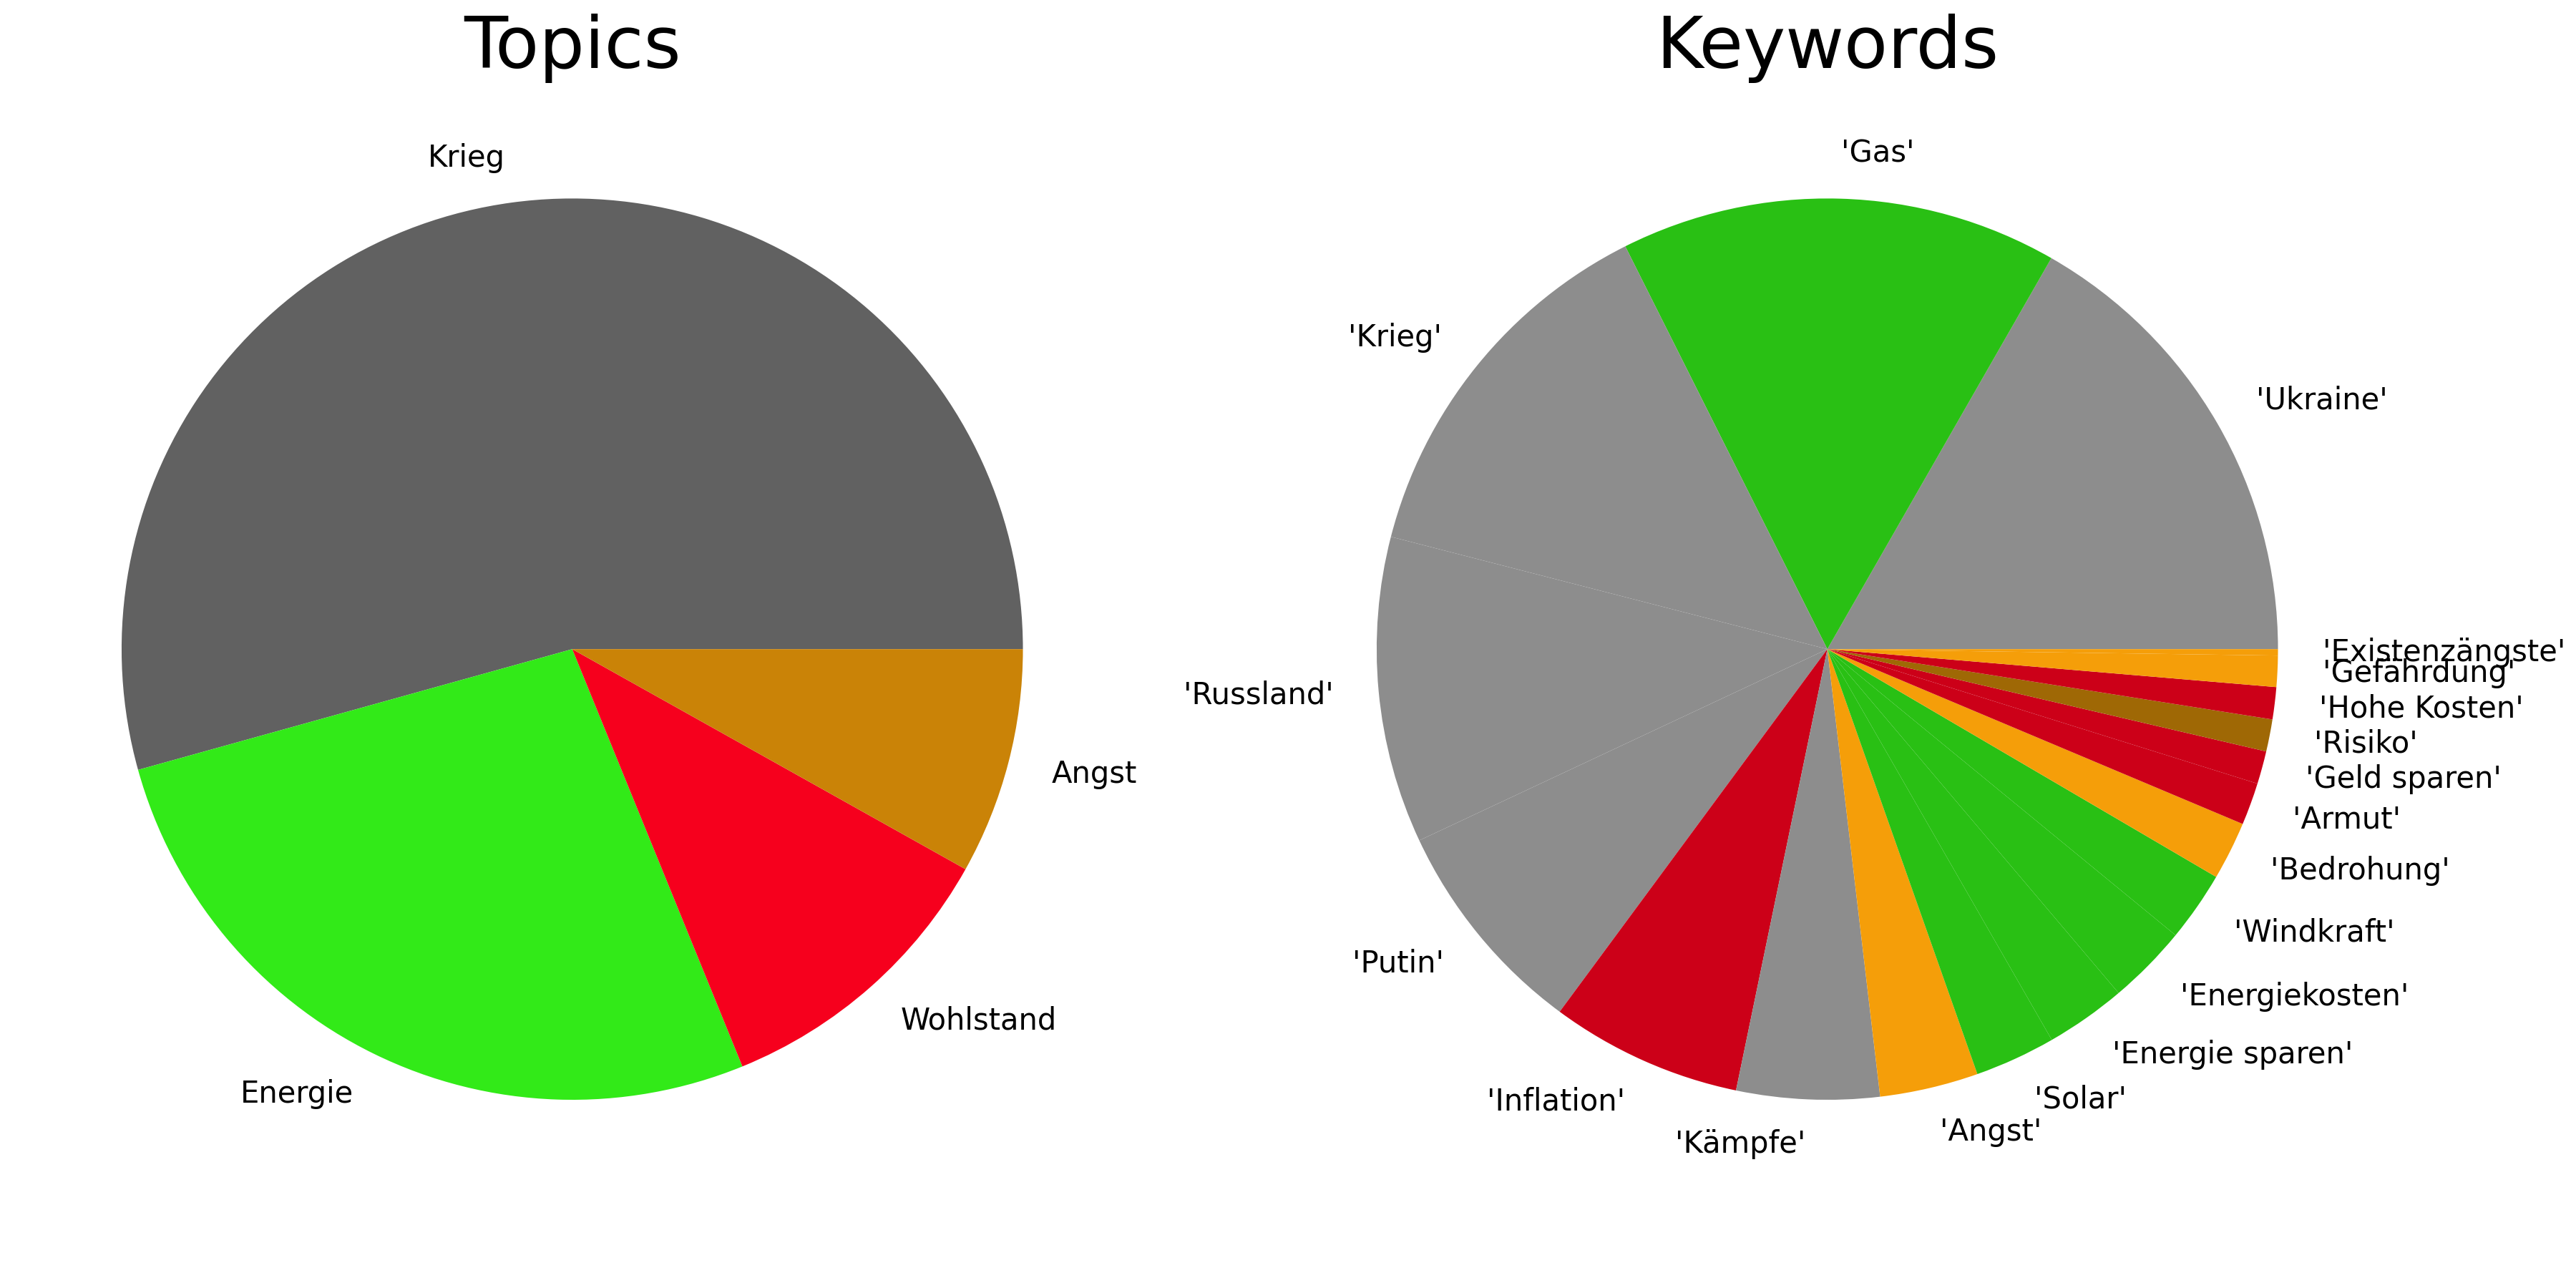 Topics
Krieg
Energie
Wohlstand
Angst
Keywords
'Ukraine'
'Gas'
'Krieg'
'Russland'
'Putin'
'Inflation'
'Kämpfe'
'Angst'
'Solar'
'Energie sparen'
'Energiekosten'
'Windkraft'
'Bedrohung'
'Armut'
'Geld sparen'
'Risiko'
'Hohe Kosten'
'Gefährdung'
'Existenzängste'